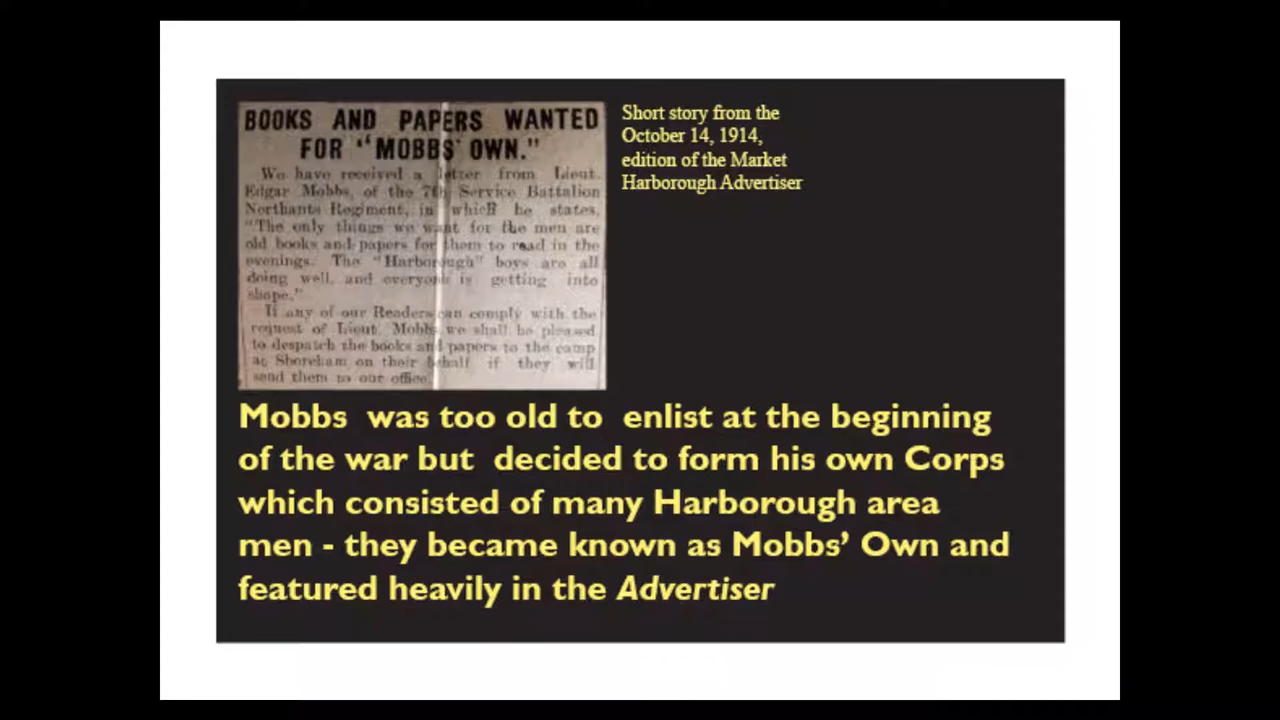 BOOKS AND PAPERS WANTED
FOR "MOBBS' OWN."
We have received a letter from Lieut.
Edgar Mobbs, of the 7th Service Battalion
Northants Regiment, in which he states,
"The only things we want for the men are
old books and papers for them to read in the
evenings. The "Harborough" boys are all
doing well, and everyone is getting into
shape."
If any of our Readers can comply with the
request of Lieut. Mobbs we shall be pleased
to despatch the books and papers to the camp
at Shoreham on their behalf if they will
send them to our office.
Short story from the
October 14, 1914,
edition of the Market
Harborough Advertiser
Mobbs was too old to enlist at the beginning
of the war but decided to form his own Corps
which consisted of many Harborough area
men - they became known as Mobbs’ Own and
featured heavily in the Advertiser